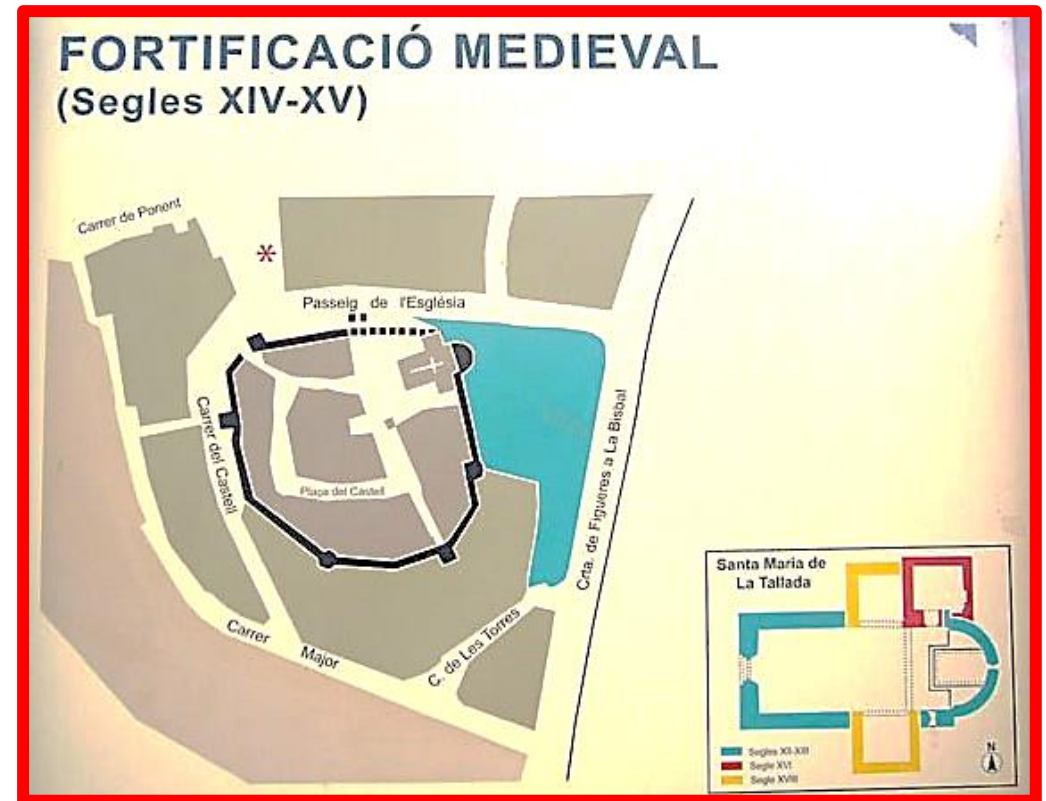 FORTIFICACIÓ MEDIEVAL
(Segles XIV-XV)
Carrer de Ponent
*
Passeig de l'Església
Carrer del Castell
Plaça del Castell
Crta. de Figueres a La Bisbal
Carrer Major
C. de Les Torres
Santa Maria de
La Tallada
Segles XII-XIII
Segle XVI
Segle XVIII
N